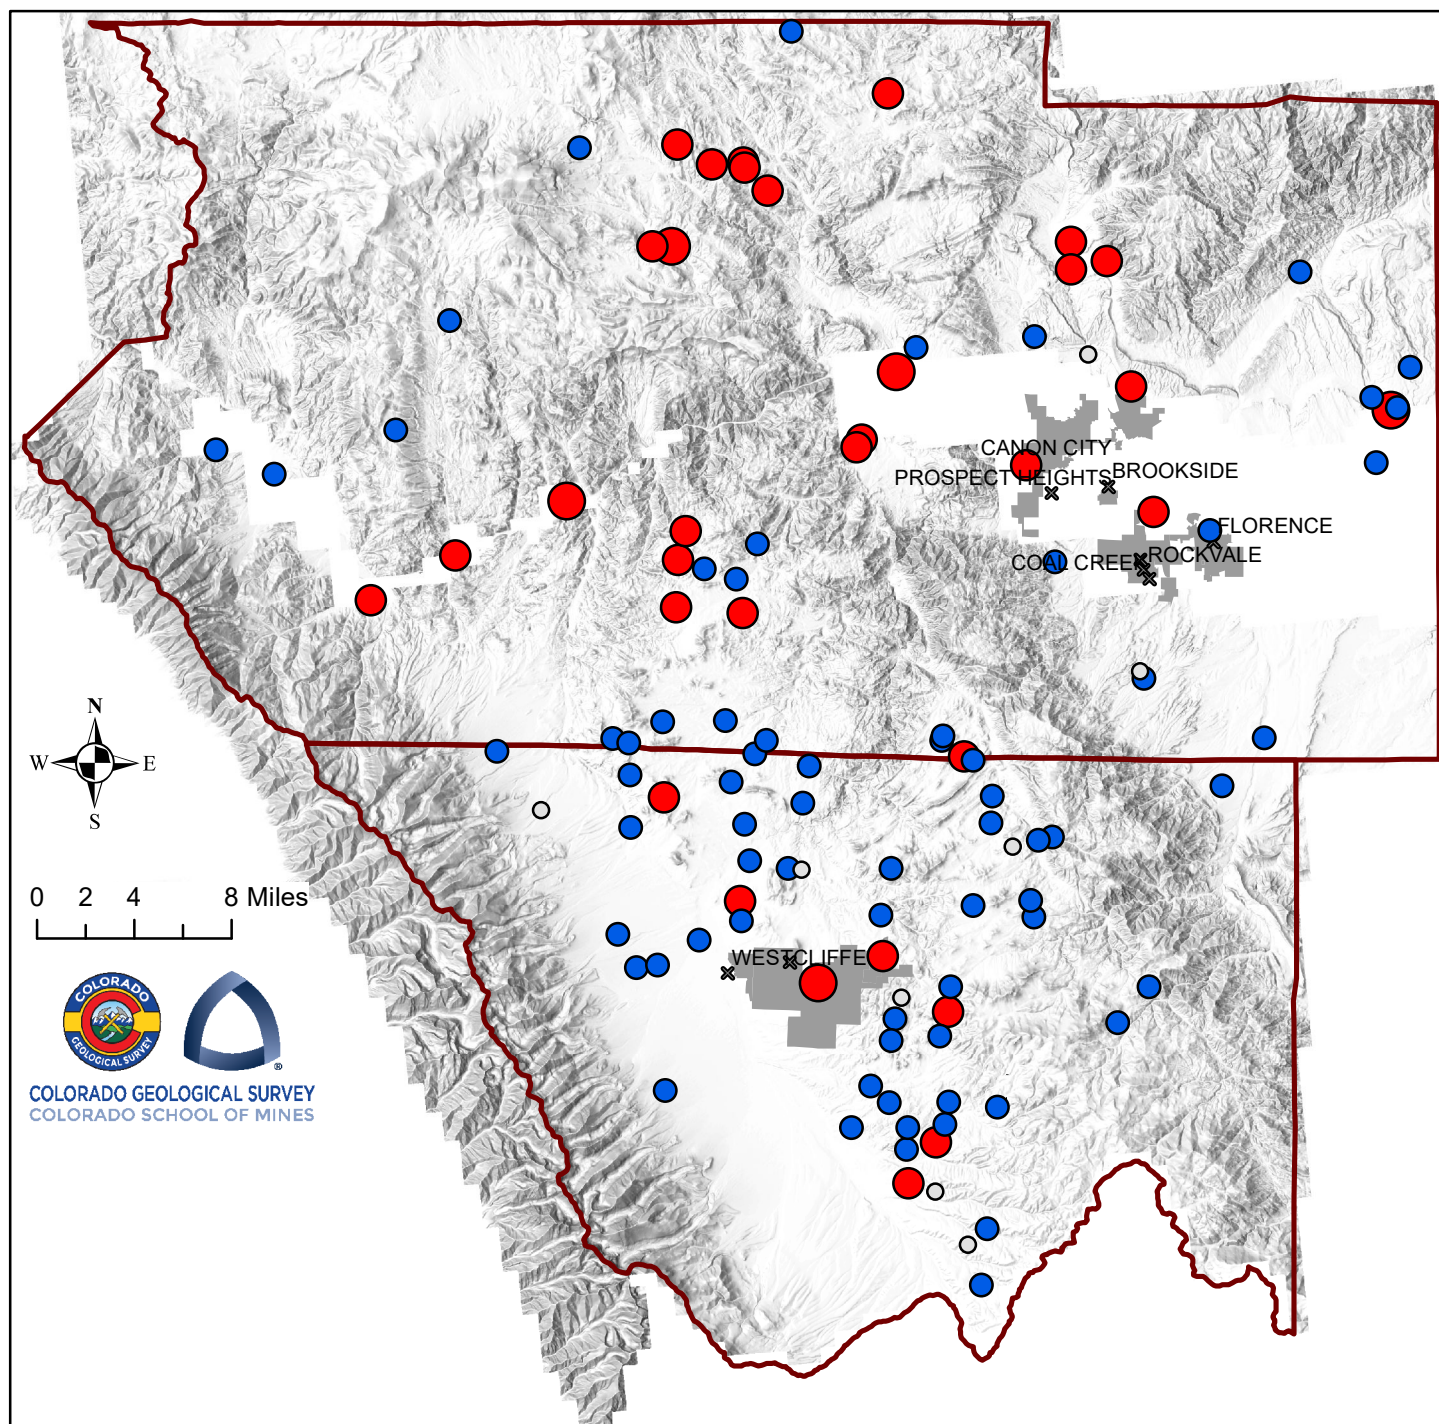 CANON CITY
PROSPECT HEIGHTS
BROOKSIDE
FLORENCE
COAL CREEK
ROCKVALE
N
W
E
S
0 2 4 8 Miles
WESTCLIFFE
COLORADO
GEOLOGICAL SURVEY
®
COLORADO GEOLOGICAL SURVEY
COLORADO SCHOOL OF MINES